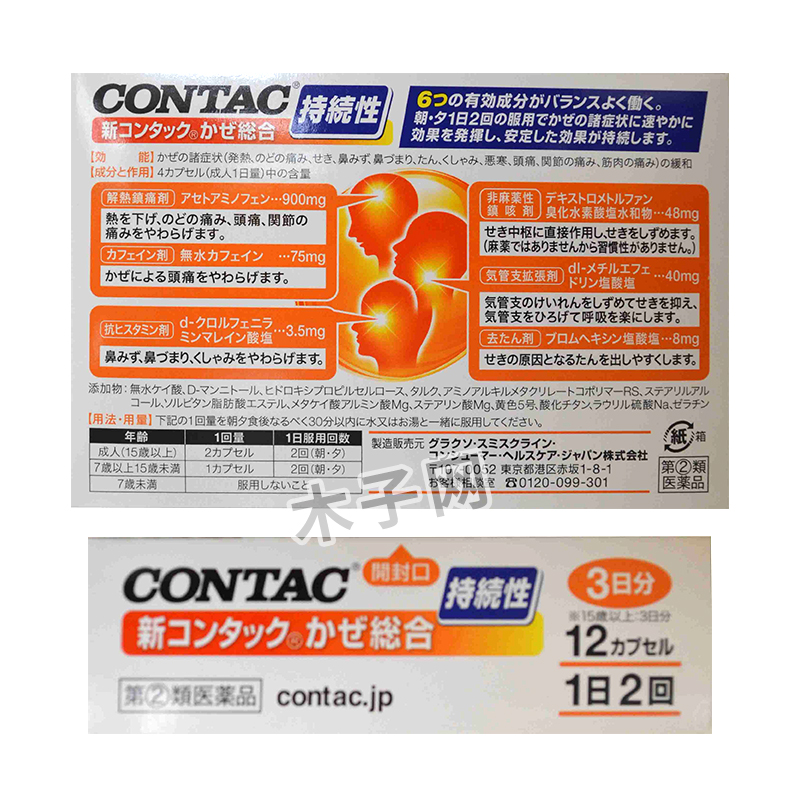 CONTAC® 持続性
新コンタック®かぜ総合
6つの有効成分がバランスよく働く。
朝・夕1日2回の服用でかぜの諸症状に速やかに
効果を発揮し、安定した効果が持続します。
【効　能】かぜの諸症状(発熱、のどの痛み、せき、鼻みず、鼻づまり、たん、くしゃみ、悪寒、頭痛、関節の痛み、筋肉の痛み)の緩和
【成分と作用】4カプセル(成人1日量)中の含量
解熱鎮痛剤 アセトアミノフェン…900mg
熱を下げ、のどの痛み、頭痛、関節の
痛みをやわらげます。
カフェイン剤 無水カフェイン…75mg
かぜによる頭痛をやわらげます。
抗ヒスタミン剤 d-クロルフェニラ
ミンマレイン酸塩…3.5mg
鼻みず、鼻づまり、くしゃみをやわらげます。
非麻薬性
鎮咳剤
デキストロメトルファン
臭化水素酸塩水和物…48mg
せき中枢に直接作用し、せきをしずめます。
(麻薬ではありませんから習慣性がありません。)
気管支拡張剤 dl-メチルエフェ
ドリン塩酸塩…40mg
気管支のけいれんをしずめてせきを抑え、
気管支をひろげて呼吸を楽にします。
去たん剤 ブロムヘキシン塩酸塩…8mg
せきの原因となるたんを出しやすくします。
添加物:無水ケイ酸、D-マンニトール、ヒドロキシプロピルセルロース、タルク、アミノアルキルメタクリレートコポリマーRS、ステアリルアル
コール、ソルビタン脂肪酸エステル、メタケイ酸アルミン酸Mg、ステアリン酸Mg、黄色5号、酸化チタン、ラウリル硫酸Na、ゼラチン
【用法・用量】下記の1回量を朝夕食後なるべく30分以内に水又はお湯と一緒に服用してください。
年齢 1回量 1日服用回数
成人(15歳以上) 2カプセル 2回(朝・夕)
7歳以上15歳未満 1カプセル 2回(朝・夕)
7歳未満 服用しないこと
製造販売元 グラクソ・スミスクライン・
コンシューマー・ヘルスケア・ジャパン株式会社
〒107-0052 東京都港区赤坂1-8-1
お客様相談室 ☎0120-099-301
紙 箱
第②類
医薬品
木子网
CONTAC® 持続性
開封口
新コンタック®かぜ総合
第②類医薬品 contac.jp
3日分
※15歳以上:3日分
12カプセル
1日2回